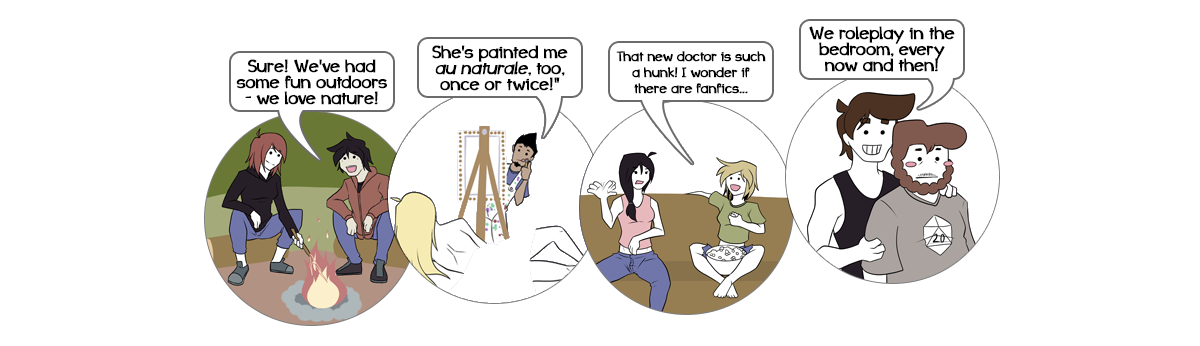 Sure! We've had
some fun outdoors
- we love nature!
She's painted me
au naturale, too,
once or twice!"
That new doctor is such
a hunk! I wonder if
there are fanfics...
We roleplay in the
bedroom, every
now and then!
20